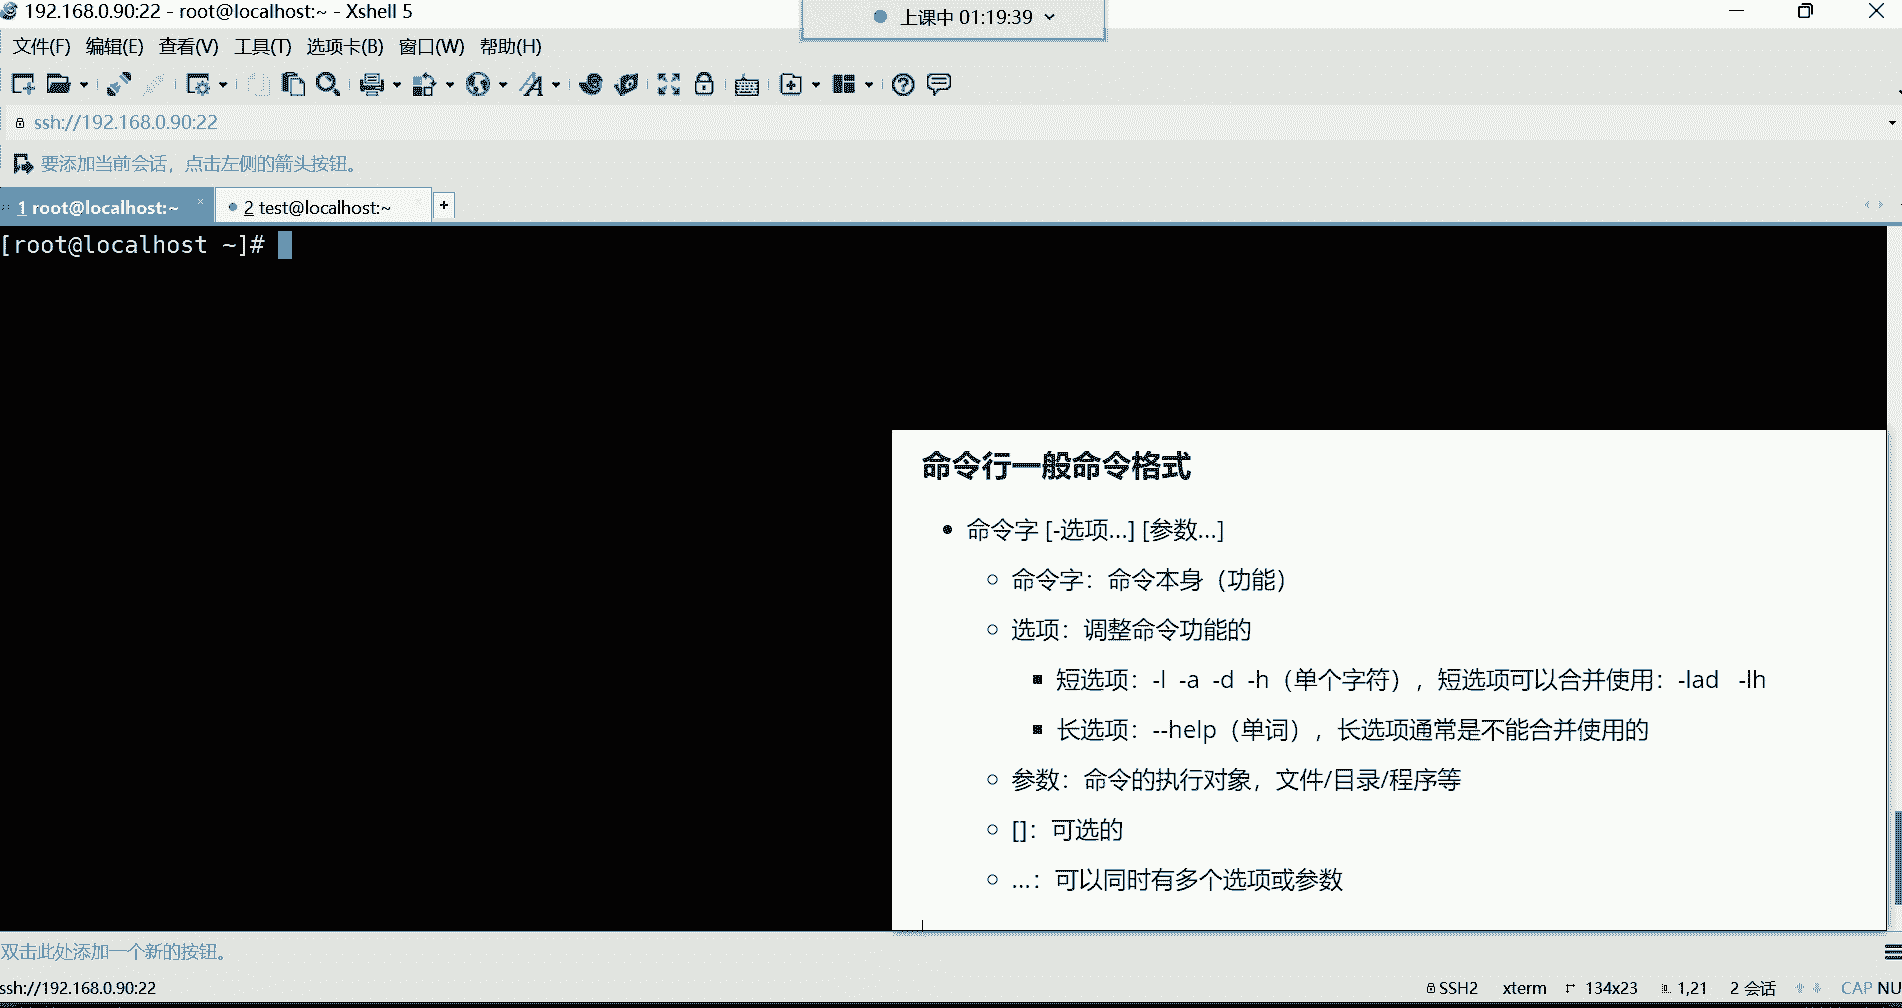 192.168.0.90:22 - root@localhost:~ - Xshell 5
上课中 01:19:39
文件(F) 编辑(E) 查看(V) 工具(T) 选项卡(B) 窗口(W) 帮助(H)
ssh://192.168.0.90:22
要添加当前会话，点击左侧的箭头按钮。
1 root@localhost:~ × 2 test@localhost:~ +
[root@localhost ~]#
命令行一般命令格式
• 命令字 [-选项...] [参数...]
○ 命令字：命令本身（功能）
○ 选项：调整命令功能的
▪ 短选项：-l -a -d -h（单个字符），短选项可以合并使用：-lad -lh
▪ 长选项：--help（单词），长选项通常是不能合并使用的
○ 参数：命令的执行对象，文件/目录/程序等
○ []：可选的
○ ...：可以同时有多个选项或参数
双击此处添加一个新的按钮。
ssh://192.168.0.90:22 SSH2 xterm 134x23 1,21 2 会话 CAP NU